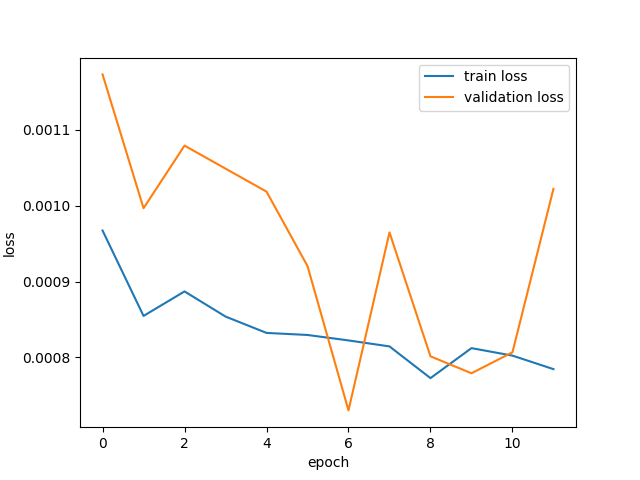 train loss
validation loss
0.0011
0.0010
0.0009
0.0008
loss
0 2 4 6 8 10
epoch